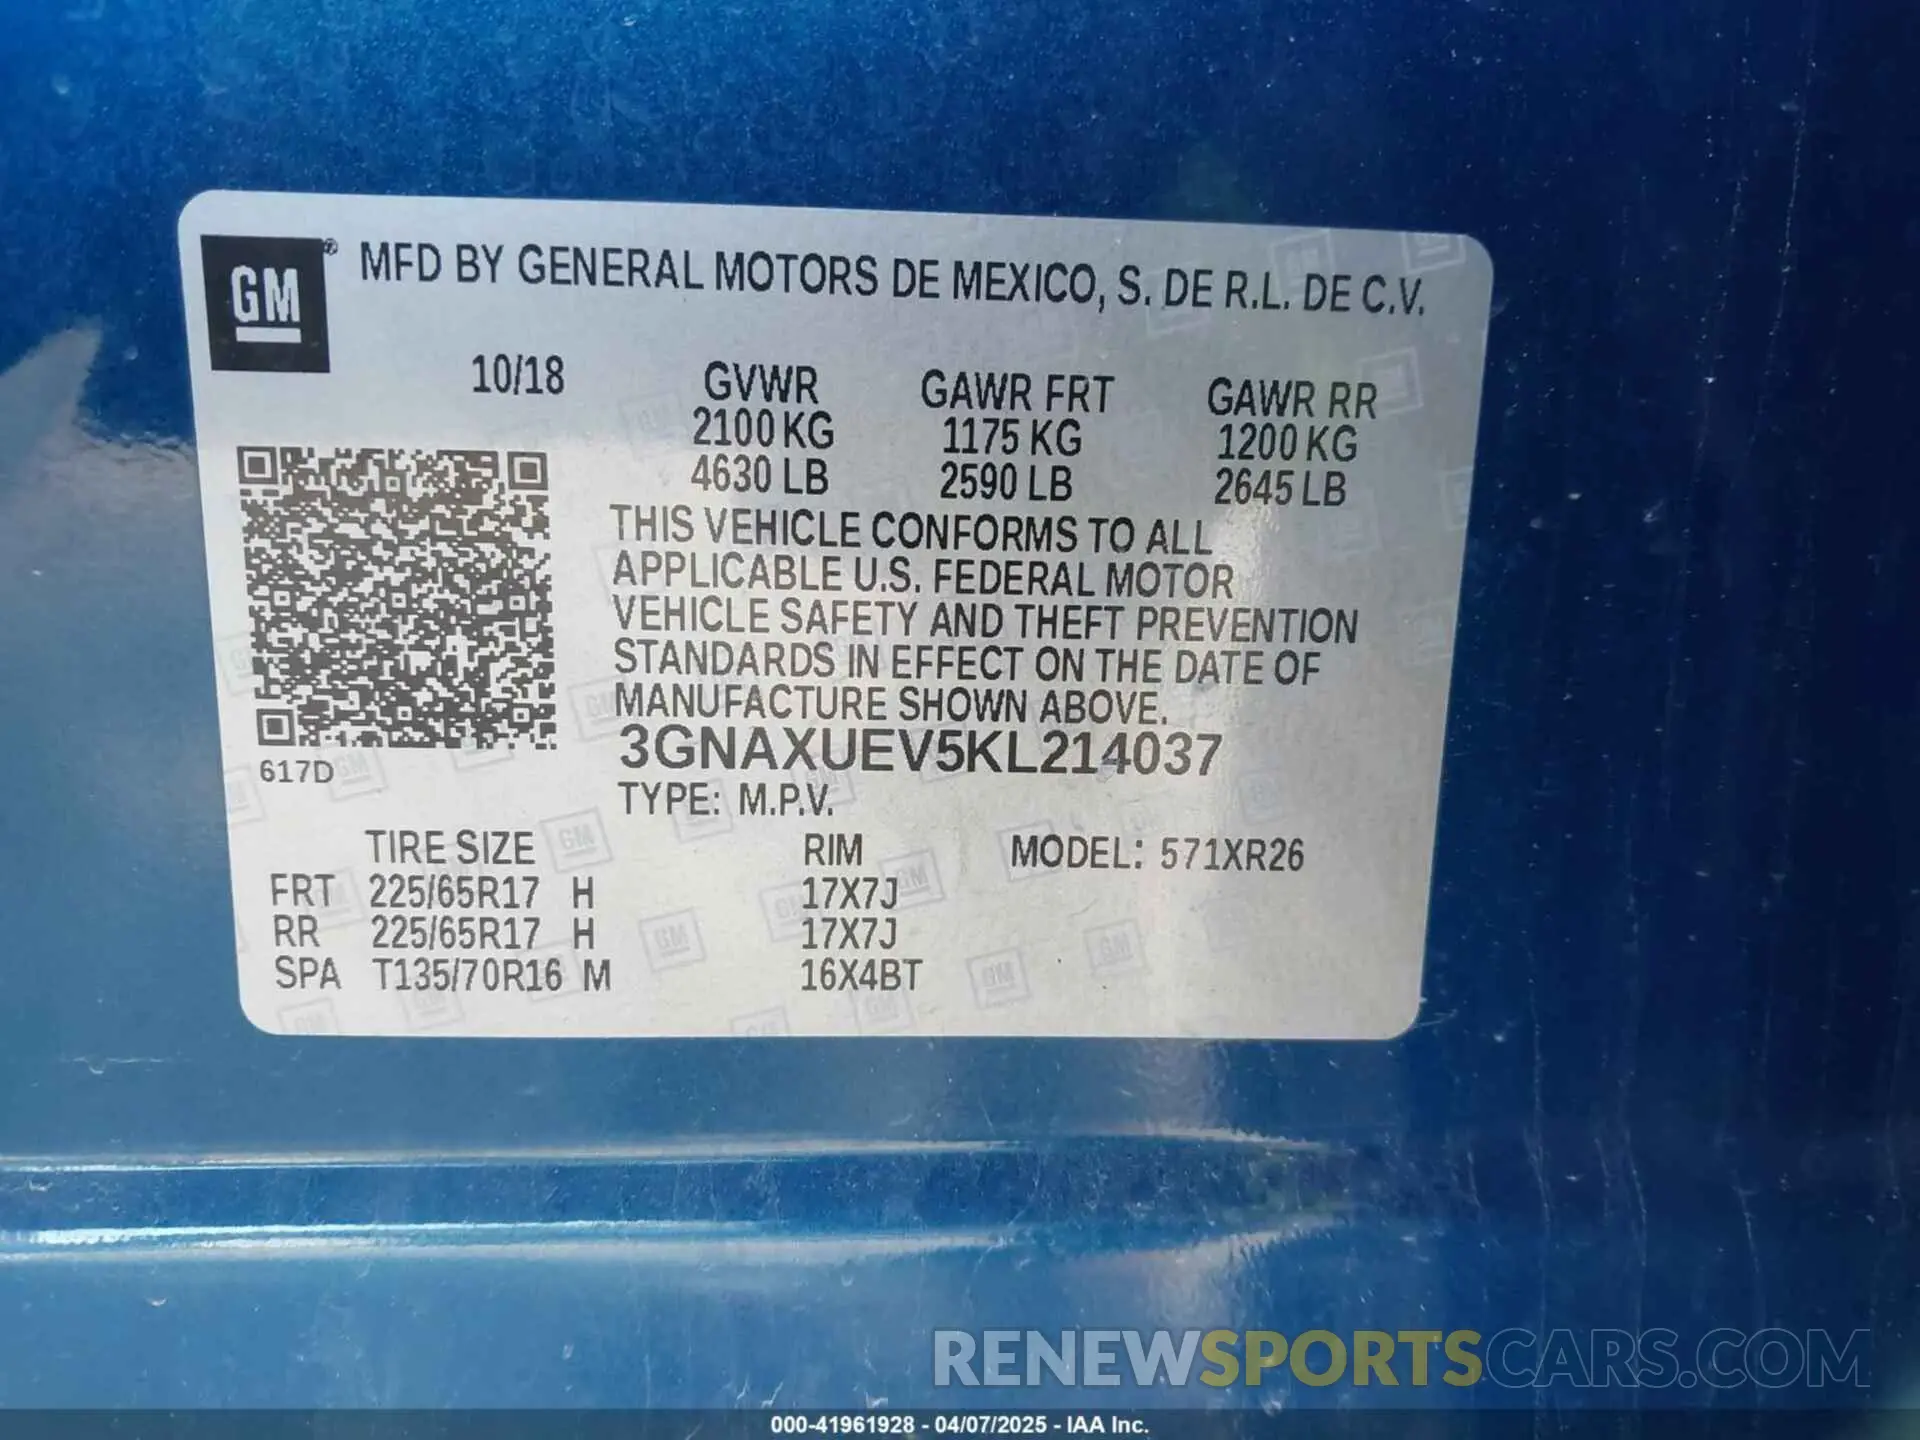 GM® MFD BY GENERAL MOTORS DE MEXICO, S. DE R.L. DE C.V.
10/18 GVWR GAWR FRT GAWR RR
2100 KG 1175 KG 1200 KG
4630 LB 2590 LB 2645 LB
THIS VEHICLE CONFORMS TO ALL
APPLICABLE U.S. FEDERAL MOTOR
VEHICLE SAFETY AND THEFT PREVENTION
STANDARDS IN EFFECT ON THE DATE OF
MANUFACTURE SHOWN ABOVE.
3GNAXUEV5KL214037
617D
TYPE: M.P.V.
TIRE SIZE RIM MODEL: 571XR26
FRT 225/65R17 H 17X7J
RR 225/65R17 H 17X7J
SPA T135/70R16 M 16X4BT
RENEWSPORTSCARS.COM
000-41961928 - 04/07/2025 - IAA Inc.